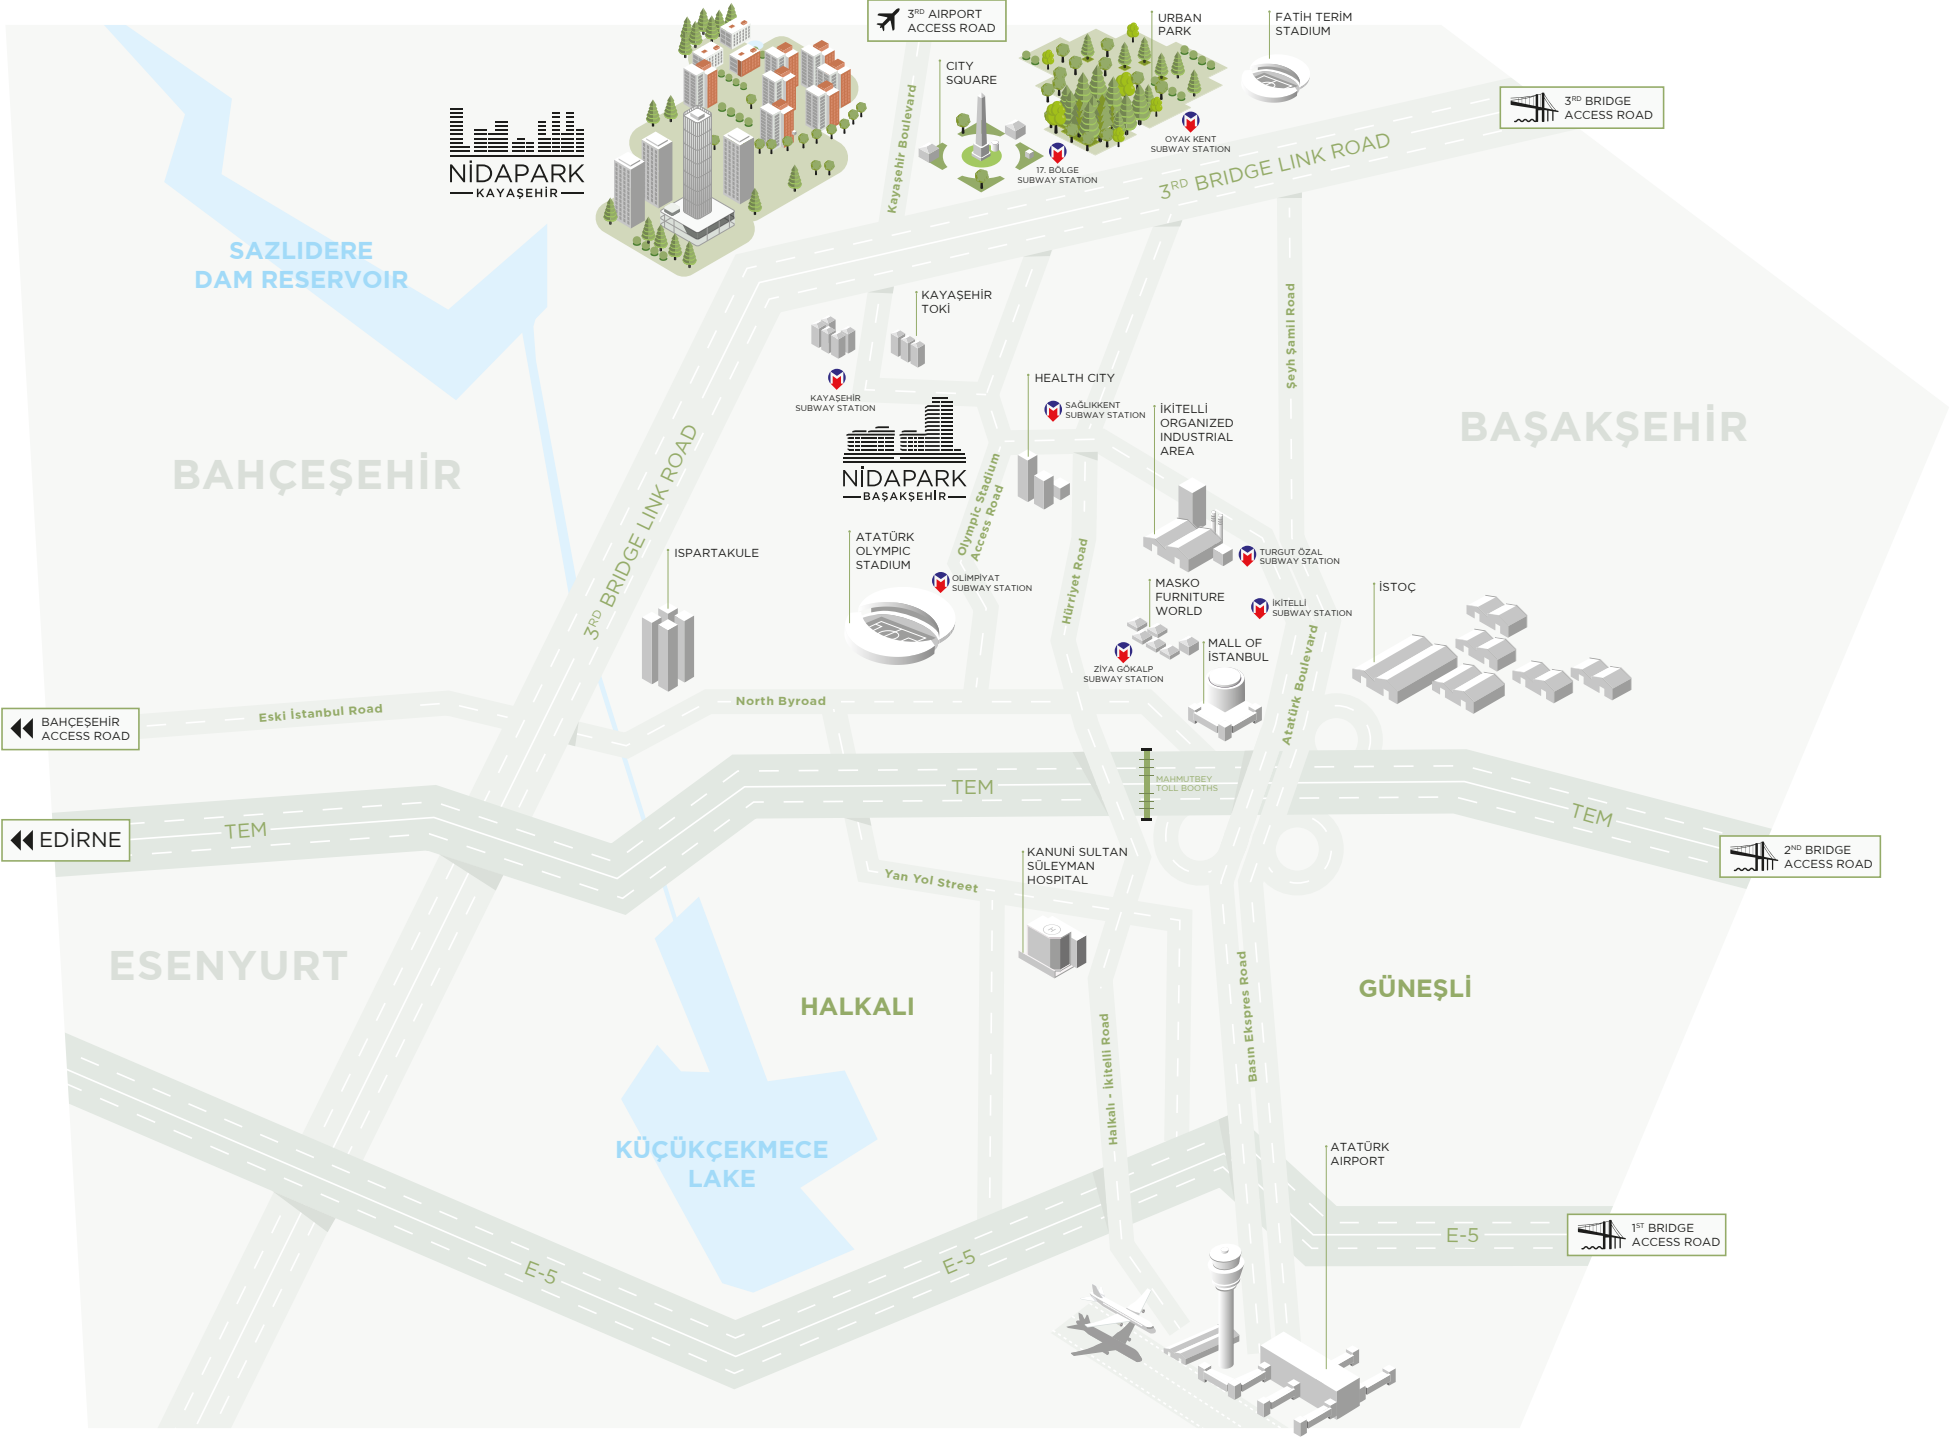 3RD AIRPORT
ACCESS ROAD
URBAN
PARK
FATİH TERİM
STADIUM
CITY
SQUARE
3RD BRIDGE
ACCESS ROAD
NİDAPARK
KAYAŞEHİR
Kayaşehir Boulevard
OYAK KENT
SUBWAY STATION
17. BÖLGE
SUBWAY STATION
3RD BRIDGE LINK ROAD
SAZLIDERE
DAM RESERVOIR
KAYAŞEHİR
TOKİ
Şeyh Şamil Road
KAYAŞEHİR
SUBWAY STATION
HEALTH CITY
SAĞLIKKENT
SUBWAY STATION
İKİTELLİ
ORGANIZED
INDUSTRIAL
AREA
BAŞAKŞEHİR
BAHÇEŞEHİR
3RD BRIDGE LINK ROAD
NİDAPARK
BAŞAKŞEHİR
Olympic Stadium
Access Road
ISPARTAKULE
ATATÜRK
OLYMPIC
STADIUM
OLİMPİYAT
SUBWAY STATION
Hürriyet Road
TURGUT ÖZAL
SUBWAY STATION
MASKO
FURNITURE
WORLD
İKİTELLİ
SUBWAY STATION
İSTOÇ
MALL OF
İSTANBUL
ZİYA GÖKALP
SUBWAY STATION
Atatürk Boulevard
BAHÇEŞEHİR
ACCESS ROAD
Eski İstanbul Road
North Byroad
TEM
MAHMUTBEY
TOLL BOOTHS
TEM
EDİRNE
TEM
2ND BRIDGE
ACCESS ROAD
KANUNİ SULTAN
SÜLEYMAN
HOSPITAL
Yan Yol Street
ESENYURT
HALKALI
GÜNEŞLİ
Basın Ekspres Road
Halkalı - İkitelli Road
KÜÇÜKÇEKMECE
LAKE
ATATÜRK
AIRPORT
E-5
E-5
E-5
1ST BRIDGE
ACCESS ROAD